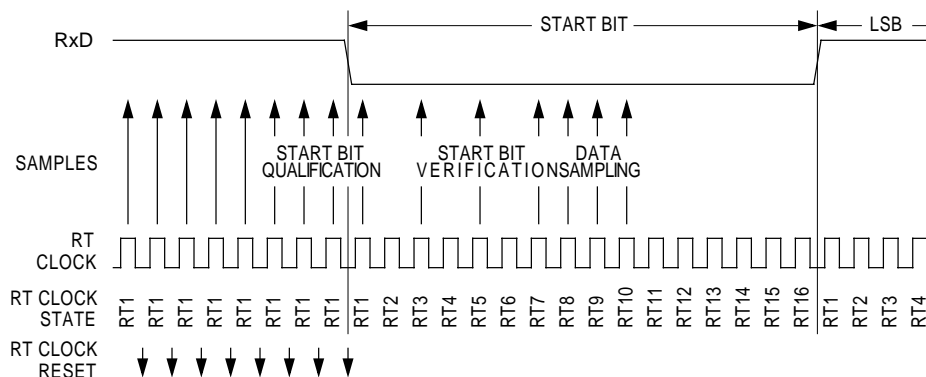 START BIT LSB
RxD
SAMPLES
START BIT
QUALIFICATION
START BIT
VERIFICATION
DATA
SAMPLING
RT
CLOCK
RT CLOCK
STATE
RT1 RT1 RT1 RT1 RT1 RT1 RT1 RT1 RT1 RT2 RT3 RT4 RT5 RT6 RT7 RT8 RT9 RT10 RT11 RT12 RT13 RT14 RT15 RT16 RT1 RT2 RT3 RT4
RT CLOCK
RESET